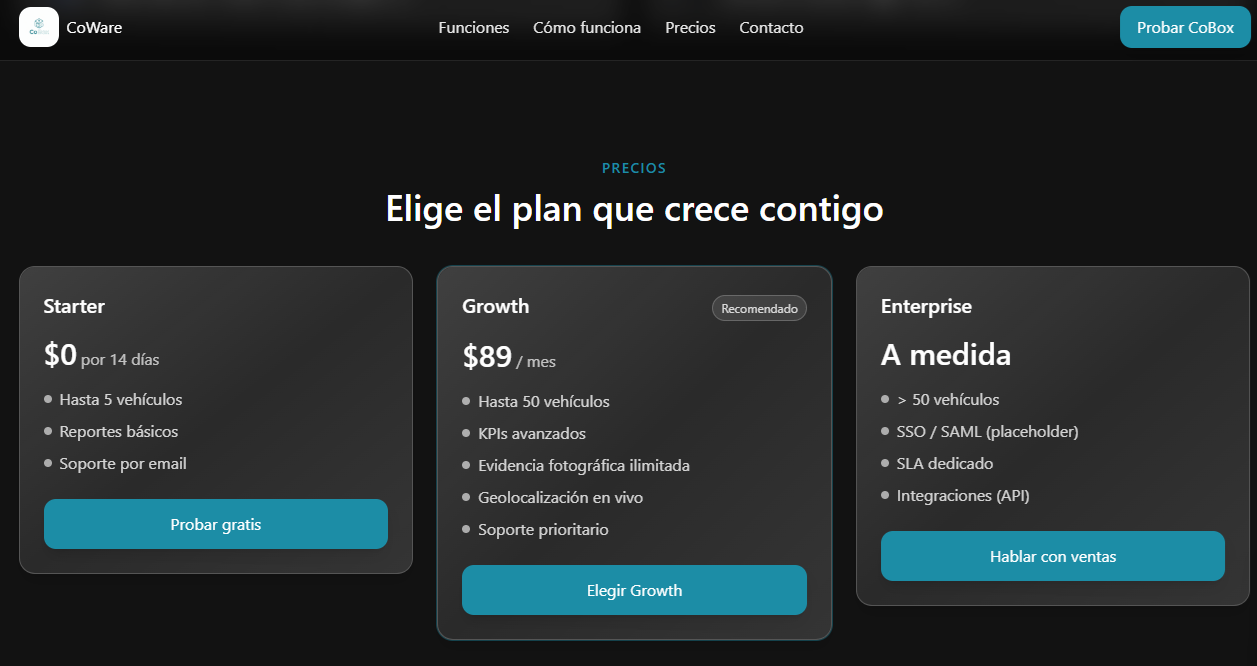 CoWare
Funciones
Cómo funciona
Precios
Contacto
Probar CoBox
PRECIOS
Elige el plan que crece contigo
Starter
$0 por 14 días
Hasta 5 vehículos
Reportes básicos
Soporte por email
Probar gratis
Growth
Recomendado
$89 / mes
Hasta 50 vehículos
KPIs avanzados
Evidencia fotográfica ilimitada
Geolocalización en vivo
Soporte prioritario
Elegir Growth
Enterprise
A medida
> 50 vehículos
SSO / SAML (placeholder)
SLA dedicado
Integraciones (API)
Hablar con ventas